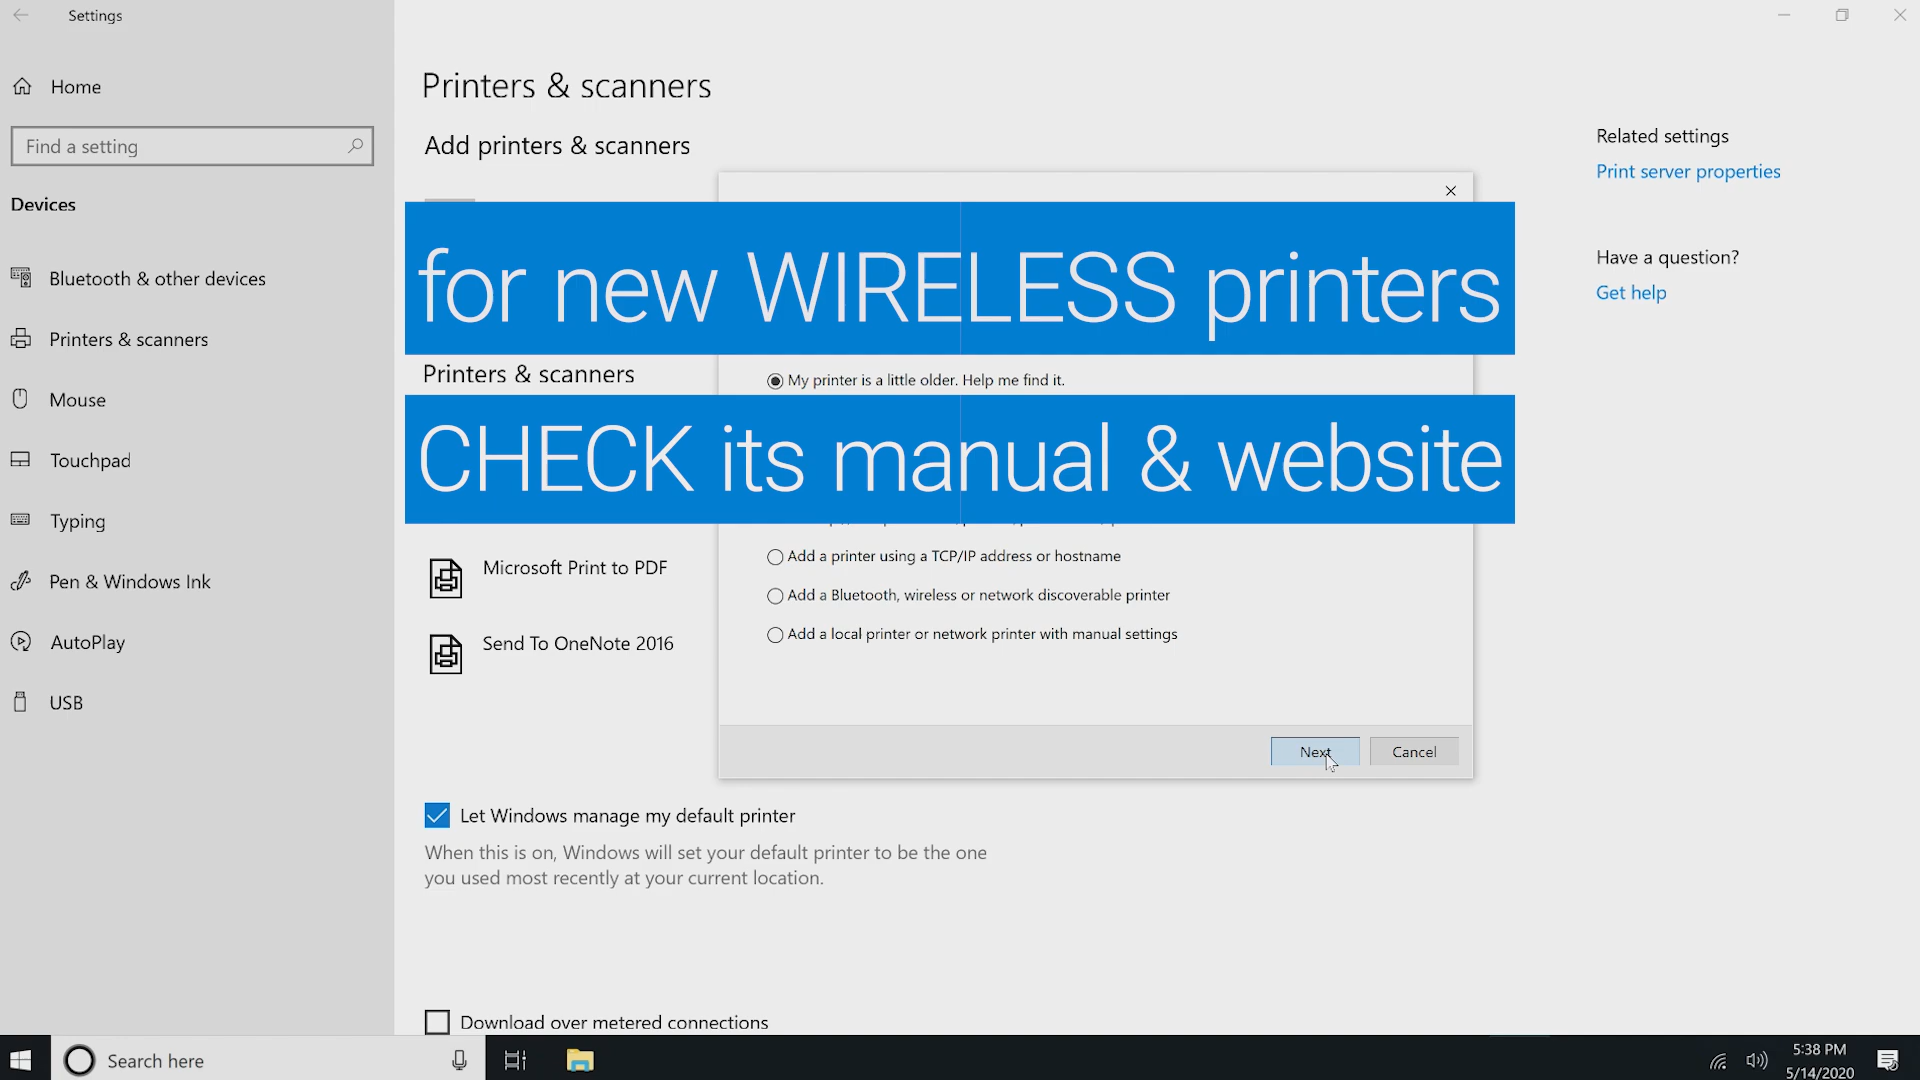 Settings
Home
Find a setting
Devices
Bluetooth & other devices
Printers & scanners
Mouse
Touchpad
Typing
Pen & Windows Ink
AutoPlay
USB
Printers & scanners
Add printers & scanners
for new WIRELESS printers
Printers & scanners
My printer is a little older. Help me find it.
CHECK its manual & website
Add a printer using a TCP/IP address or hostname
Microsoft Print to PDF
Add a Bluetooth, wireless or network discoverable printer
Add a local printer or network printer with manual settings
Send To OneNote 2016
Next
Cancel
Let Windows manage my default printer
When this is on, Windows will set your default printer to be the one
you used most recently at your current location.
Download over metered connections
Related settings
Print server properties
Have a question?
Get help
Search here
5:38 PM
5/14/2020